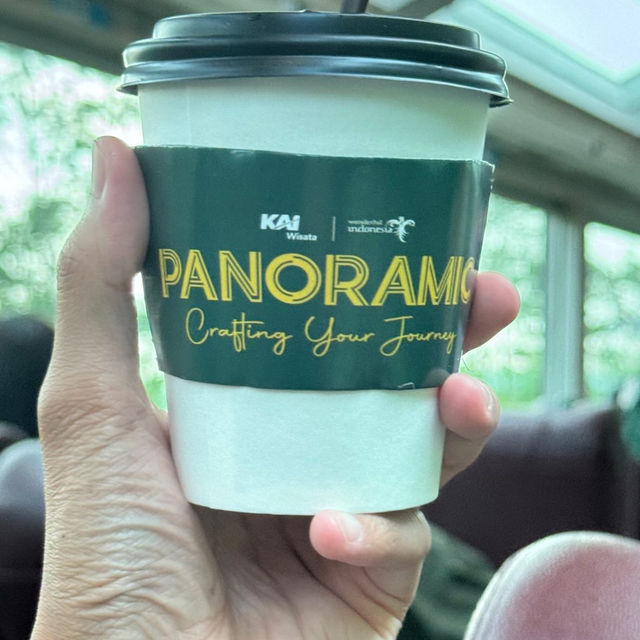 KAI
Wisata
wonderful
indonesia
PANORAMIC
Crafting Your Journey